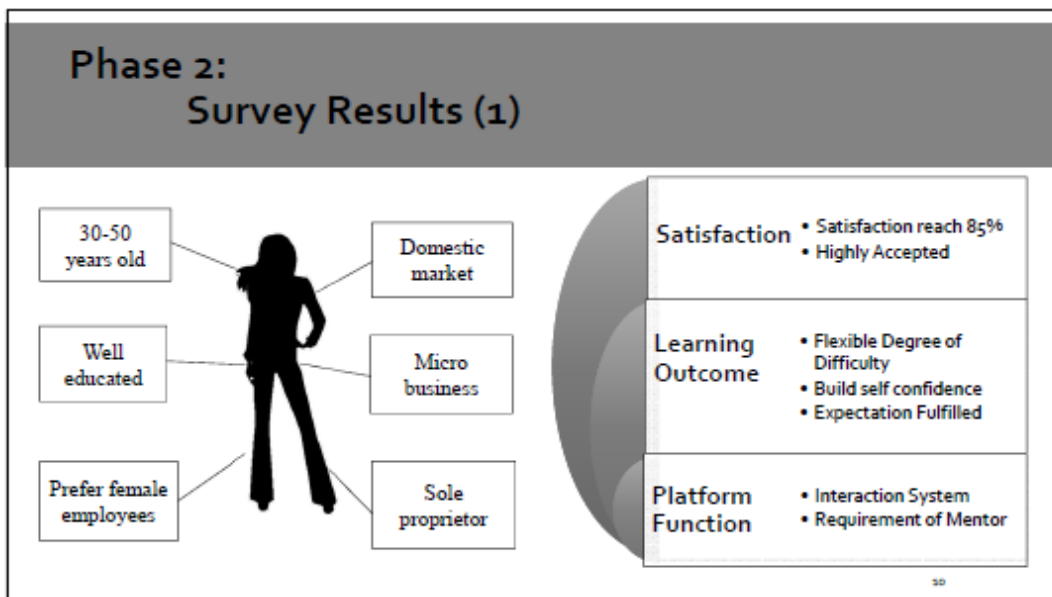 Phase 2:
Survey Results (1)
30-50
years old
Domestic
market
Well
educated
Micro
business
Prefer female
employees
Sole
proprietor
Satisfaction
• Satisfaction reach 85%
• Highly Accepted
Learning
Outcome
• Flexible Degree of
Difficulty
• Build self confidence
• Expectation Fulfilled
Platform
Function
• Interaction System
• Requirement of Mentor
10